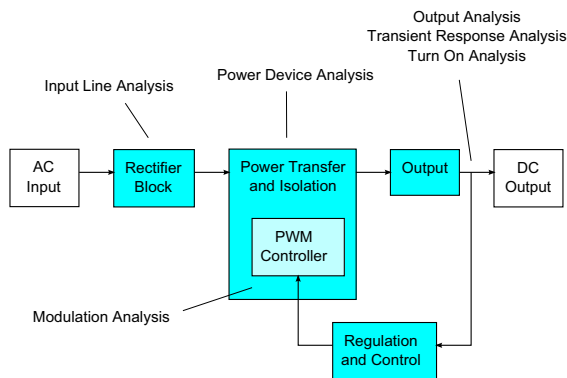 Output Analysis
Transient Response Analysis
Turn On Analysis
Power Device Analysis
Input Line Analysis
AC
Input
Rectifier
Block
Power Transfer
and Isolation
Output
DC
Output
PWM
Controller
Modulation Analysis
Regulation
and Control